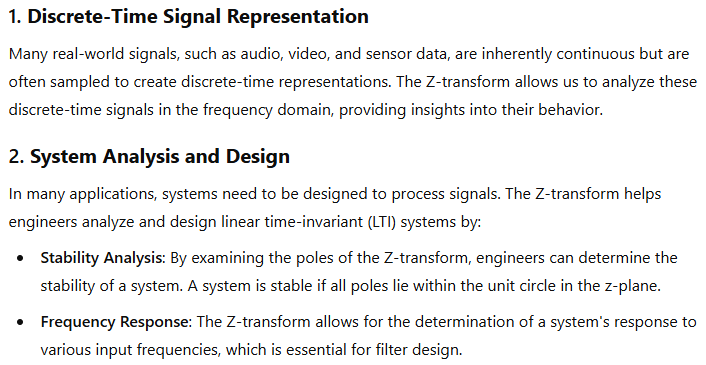 1. Discrete-Time Signal Representation
Many real-world signals, such as audio, video, and sensor data, are inherently continuous but are
often sampled to create discrete-time representations. The Z-transform allows us to analyze these
discrete-time signals in the frequency domain, providing insights into their behavior.
2. System Analysis and Design
In many applications, systems need to be designed to process signals. The Z-transform helps
engineers analyze and design linear time-invariant (LTI) systems by:
• Stability Analysis: By examining the poles of the Z-transform, engineers can determine the
stability of a system. A system is stable if all poles lie within the unit circle in the z-plane.
• Frequency Response: The Z-transform allows for the determination of a system's response to
various input frequencies, which is essential for filter design.